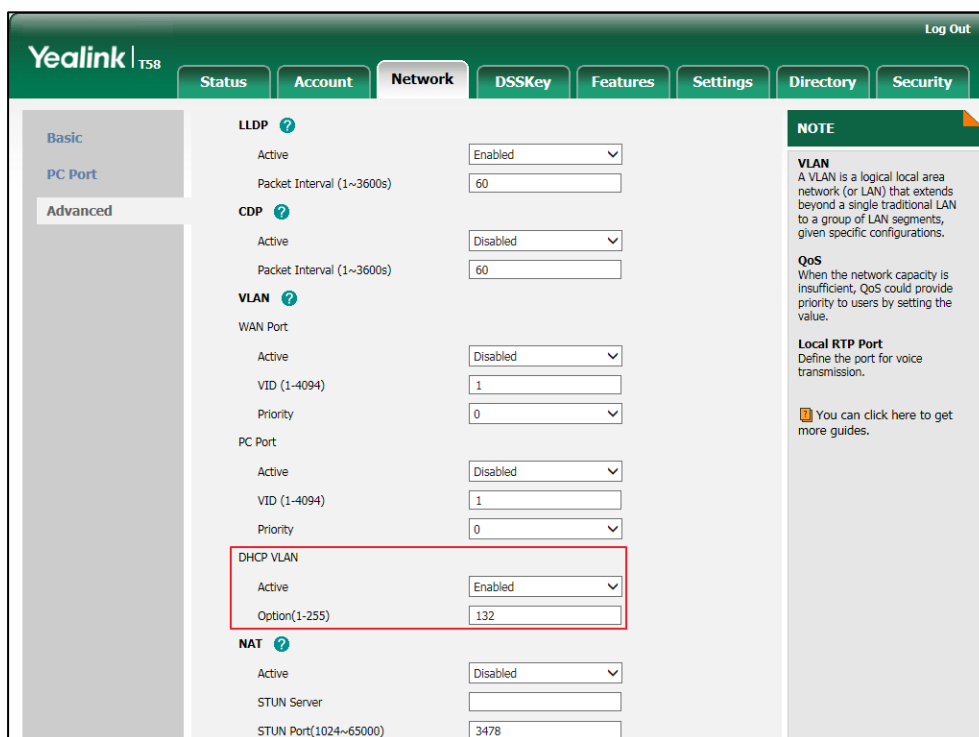 Log Out
Yealink | T58
Status Account Network DSSKey Features Settings Directory Security
Basic
PC Port
Advanced
LLDP ?
Active Enabled
Packet Interval (1~3600s) 60
CDP ?
Active Disabled
Packet Interval (1~3600s) 60
VLAN ?
WAN Port
Active Disabled
VID (1-4094) 1
Priority 0
PC Port
Active Disabled
VID (1-4094) 1
Priority 0
DHCP VLAN
Active Enabled
Option(1-255) 132
NAT ?
Active Disabled
STUN Server
STUN Port(1024~65000) 3478
NOTE
VLAN
A VLAN is a logical local area
network (or LAN) that extends
beyond a single traditional LAN
to a group of LAN segments,
given specific configurations.
QoS
When the network capacity is
insufficient, QoS could provide
priority to users by setting the
value.
Local RTP Port
Define the port for voice
transmission.
? You can click here to get
more guides.